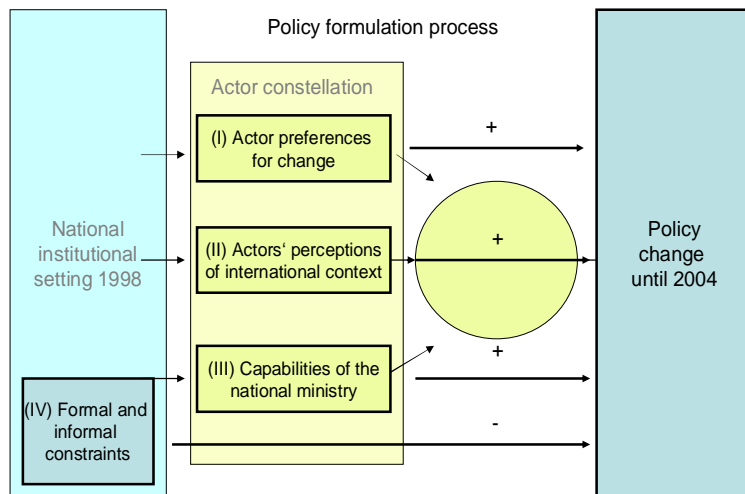 Policy formulation process
Actor constellation
(I) Actor preferences
for change
+
National
institutional
setting 1998
(II) Actors‘ perceptions
of international context
+
Policy
change
until 2004
(III) Capabilities of the
national ministry
+
(IV) Formal and
informal
constraints
-